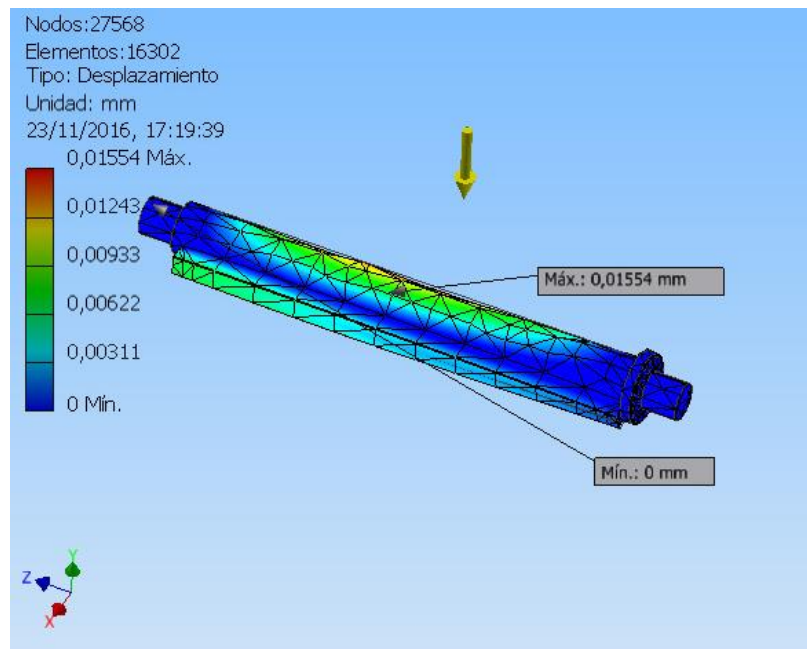 Nodos:27568
Elementos:16302
Tipo: Desplazamiento
Unidad: mm
23/11/2016, 17:19:39
0,01554 Máx.
0,01243
0,00933
0,00622
0,00311
0 Mín.
Máx.: 0,01554 mm
Mín.: 0 mm
Y
Z
X